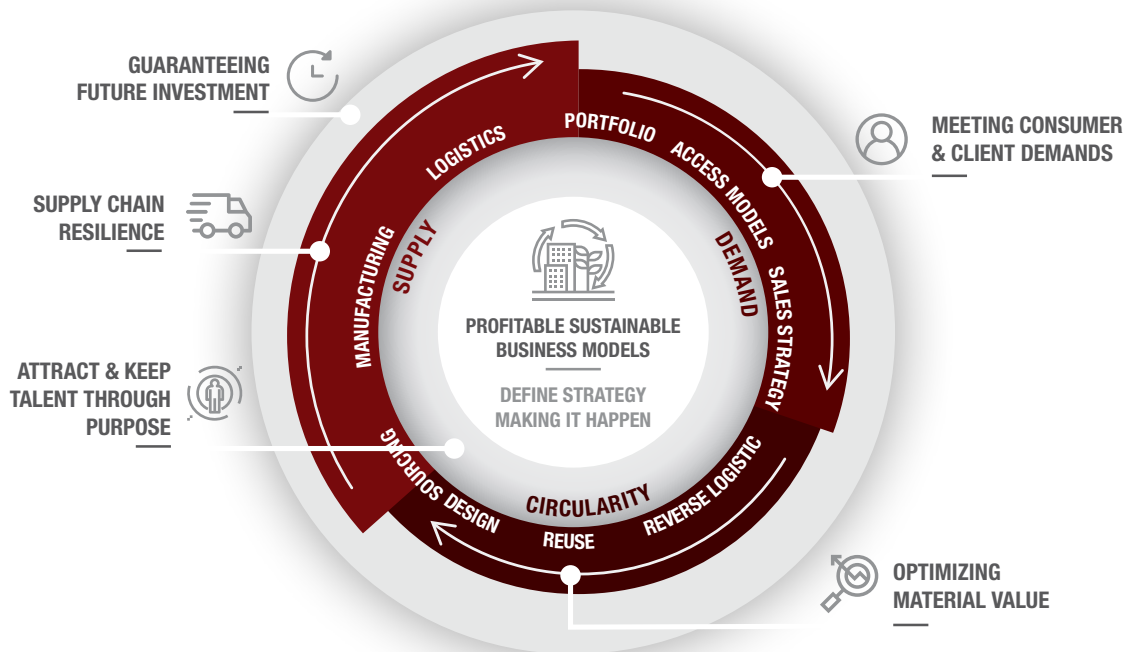 GUARANTEEING
FUTURE INVESTMENT
SUPPLY CHAIN
RESILIENCE
ATTRACT & KEEP
TALENT THROUGH
PURPOSE
MEETING CONSUMER
& CLIENT DEMANDS
OPTIMIZING
MATERIAL VALUE
SUPPLY
SOURCING
MANUFACTURING
LOGISTICS
DEMAND
PORTFOLIO
ACCESS MODELS
SALES STRATEGY
CIRCULARITY
REVERSE LOGISTIC
REUSE
DESIGN
PROFITABLE SUSTAINABLE
BUSINESS MODELS
DEFINE STRATEGY
MAKING IT HAPPEN